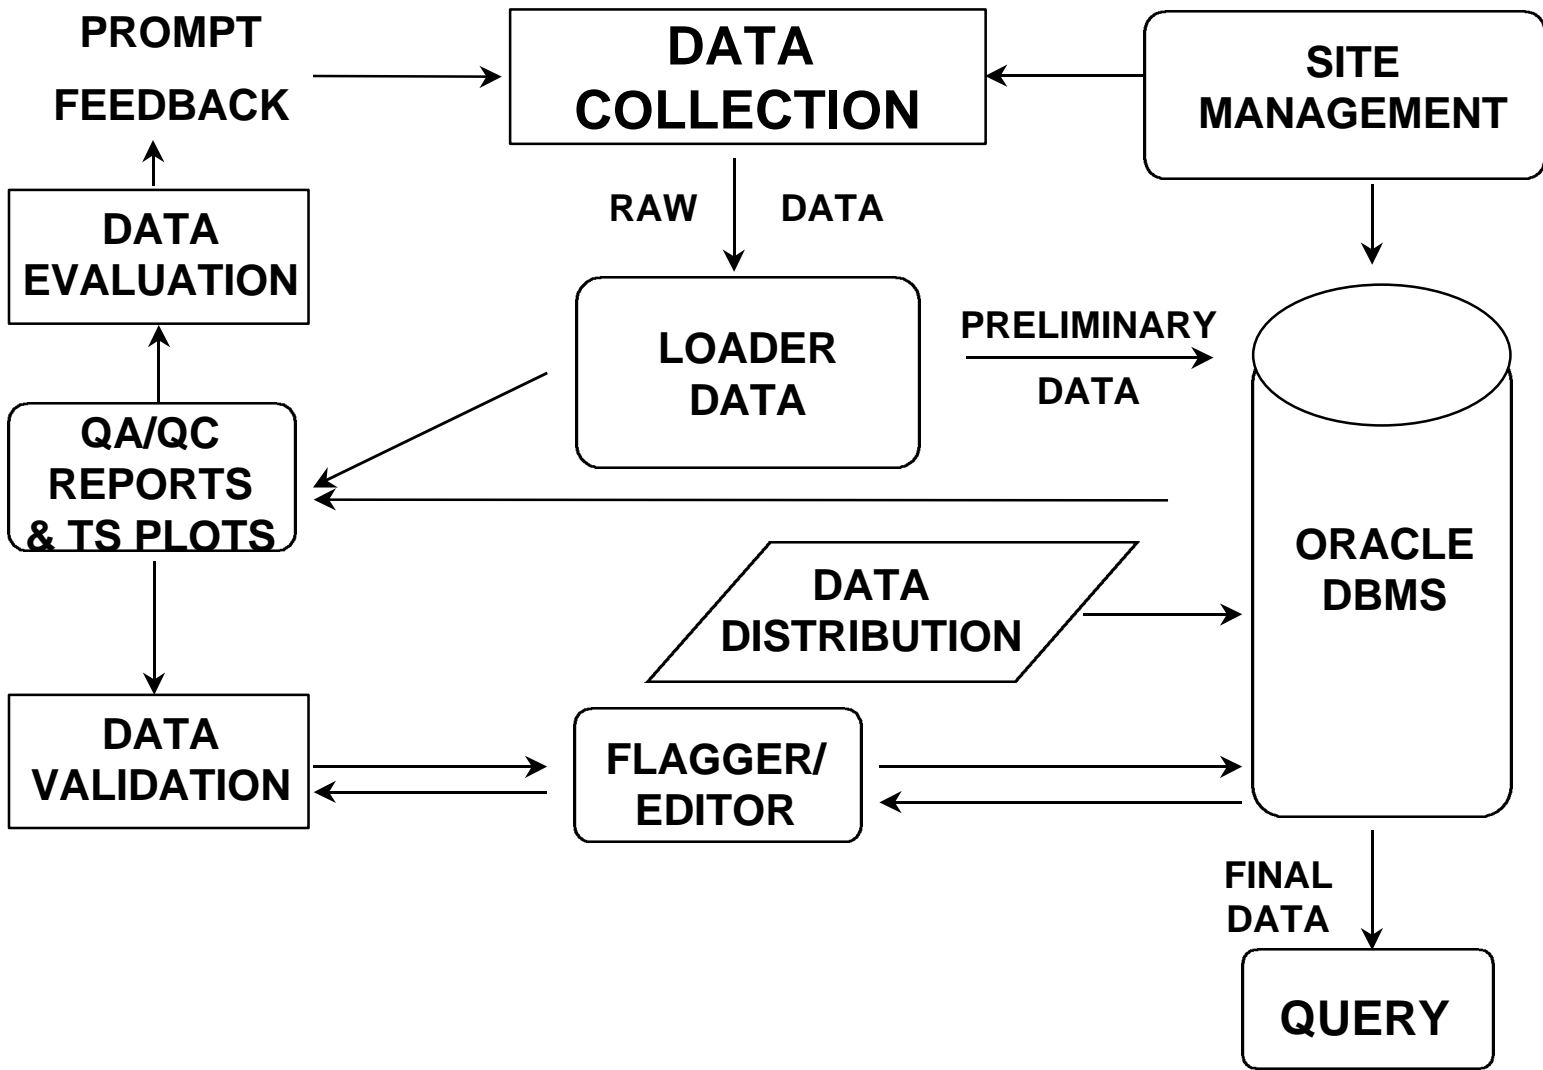 PROMPT
FEEDBACK
DATA
COLLECTION
SITE
MANAGEMENT
RAW DATA
DATA
EVALUATION
LOADER
DATA
PRELIMINARY
DATA
QA/QC
REPORTS
& TS PLOTS
ORACLE
DBMS
DATA
DISTRIBUTION
DATA
VALIDATION
FLAGGER/
EDITOR
FINAL
DATA
QUERY